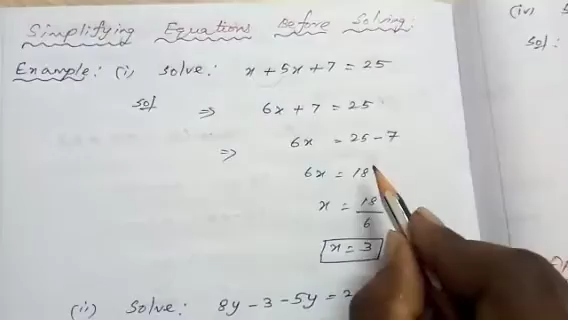 Simplifying Equations Before Solving:
Example: (i) solve: x + 5x + 7 = 25
Sol ⇒ 6x + 7 = 25
⇒ 6x = 25 - 7
6x = 18
x = 18/6
x = 3
(ii) solve: 8y - 3 - 5y = 2
(iv) S
Sol: